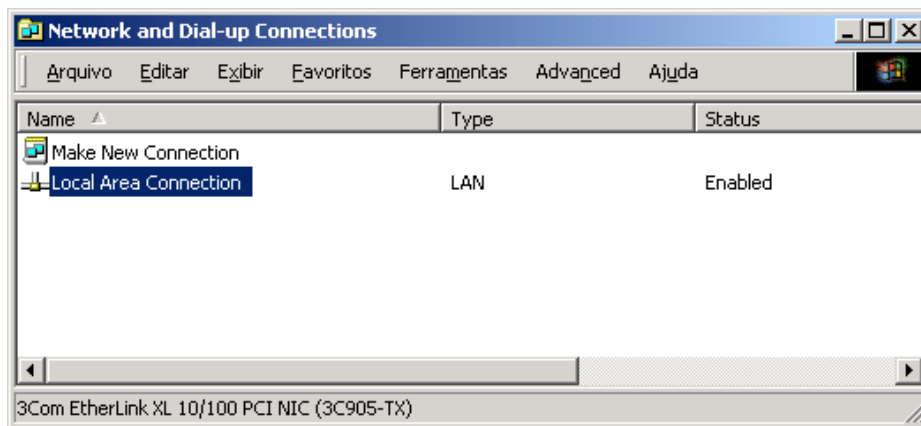 Network and Dial-up Connections
Arquivo Editar Exibir Favoritos Ferramentas Advanced Ajuda
Name Type Status
Make New Connection
Local Area Connection LAN Enabled
3Com EtherLink XL 10/100 PCI NIC (3C905-TX)